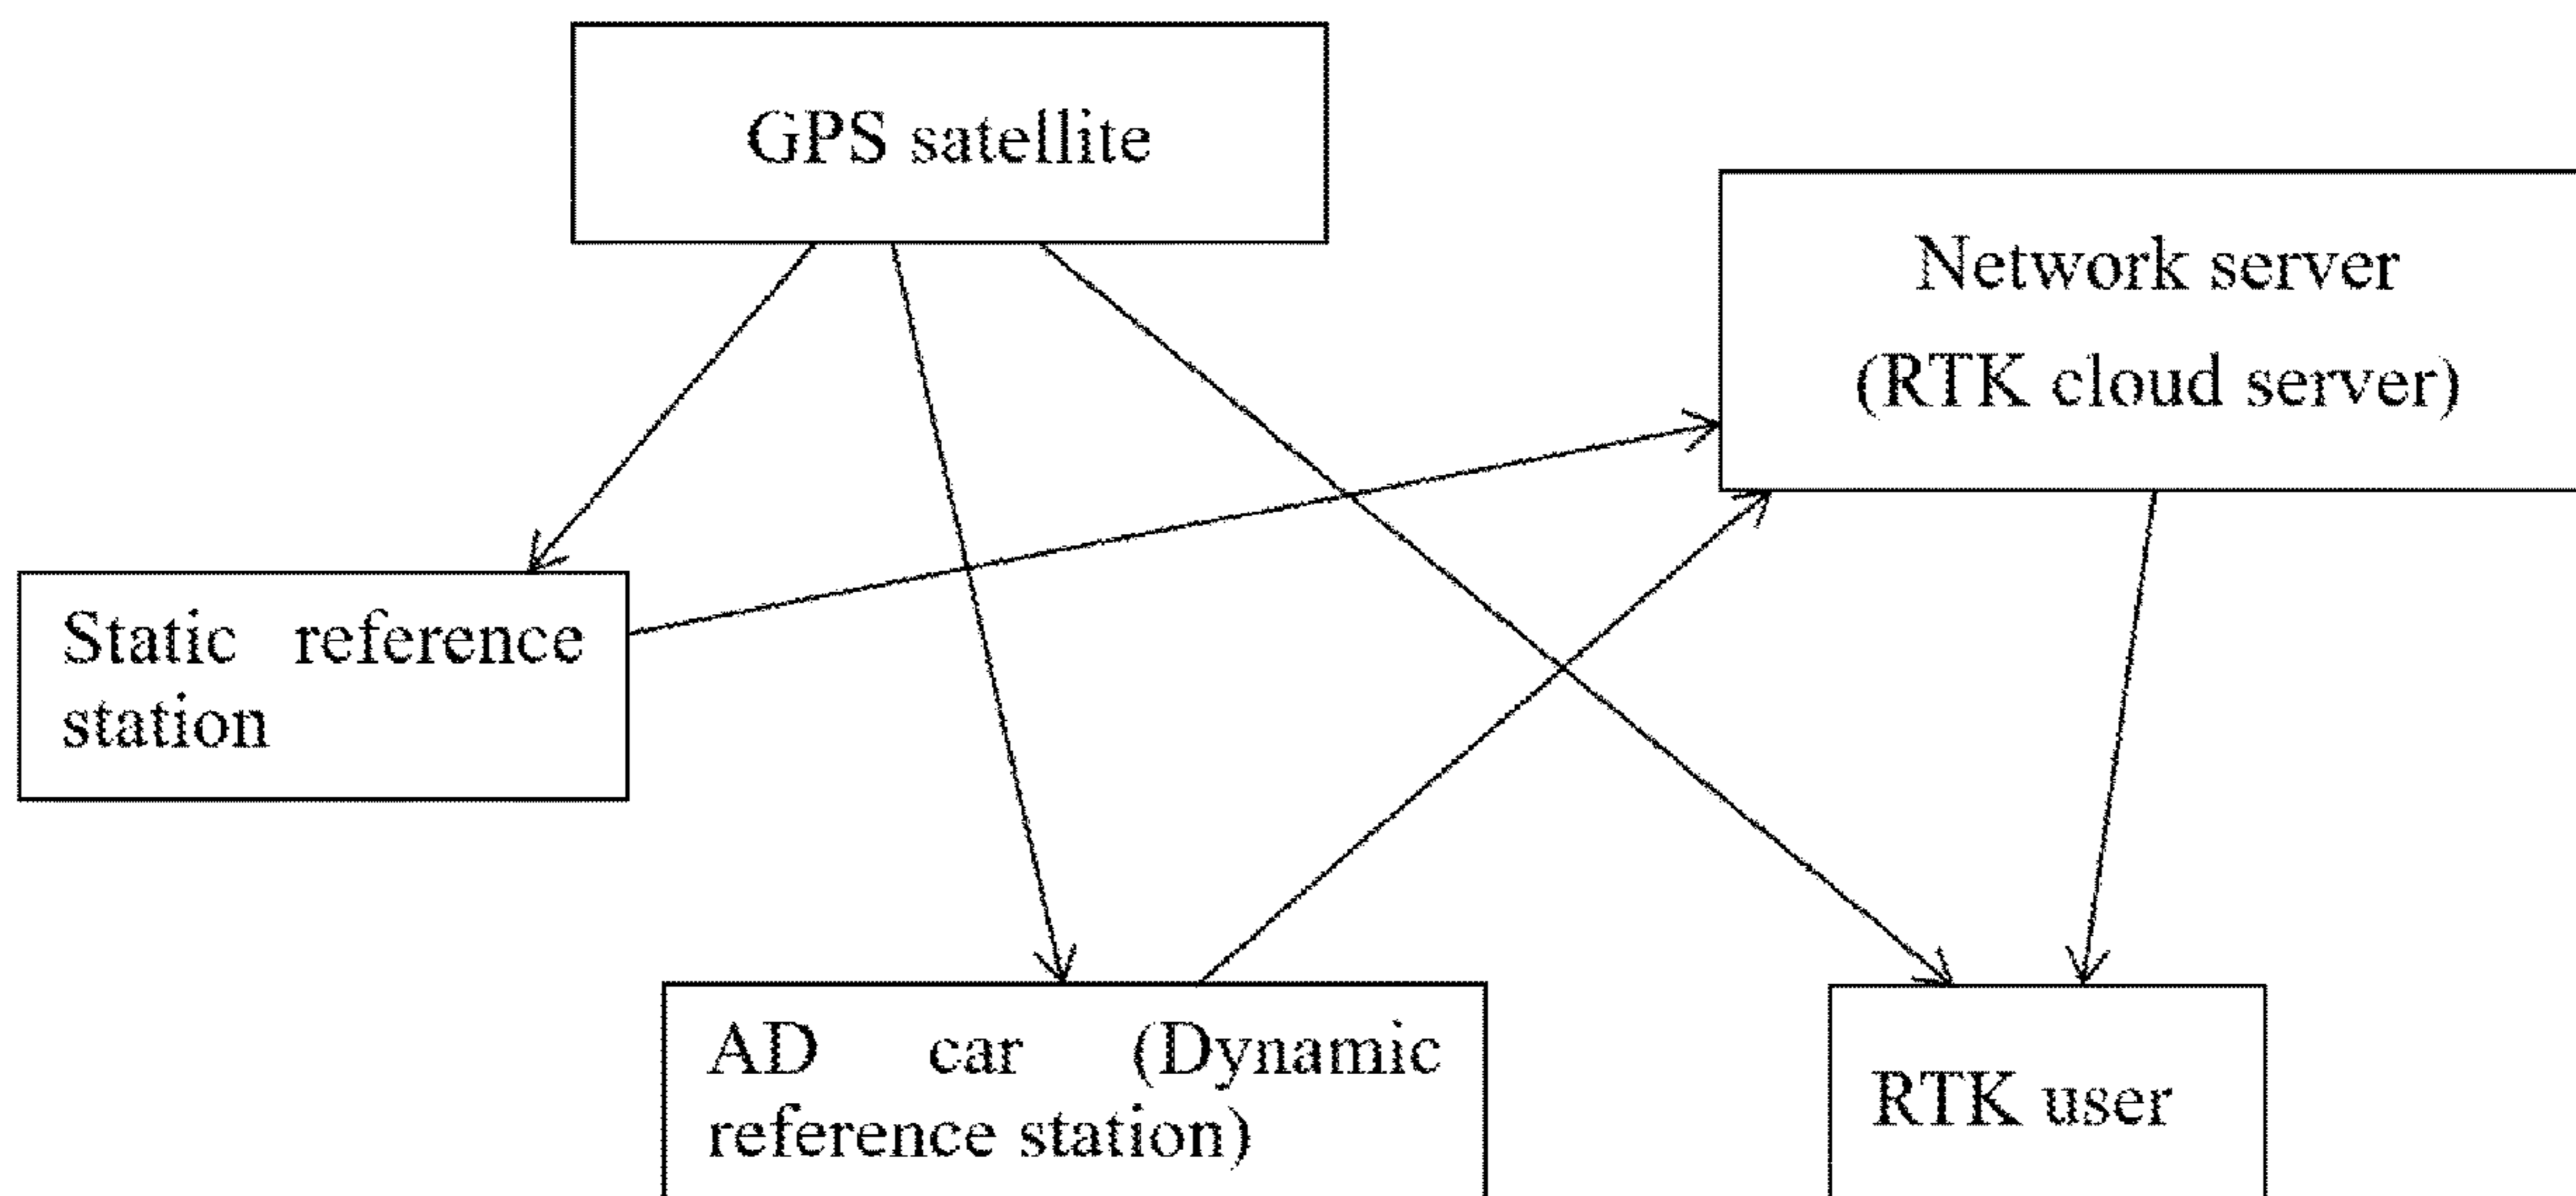 GPS satellite
Network server
(RTK cloud server)
Static reference
station
AD car (Dynamic
reference station)
RTK user